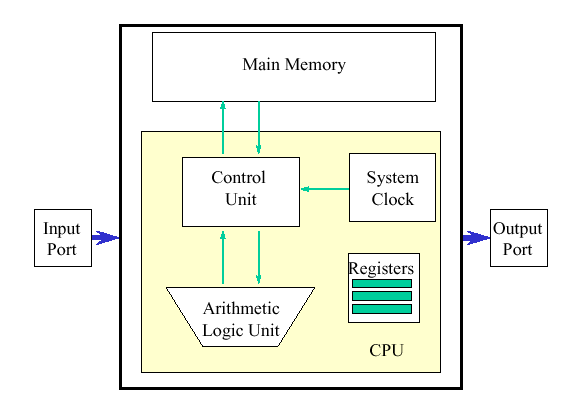 Main Memory
Control
Unit
System
Clock
Input
Port
Output
Port
Registers
Arithmetic
Logic Unit
CPU